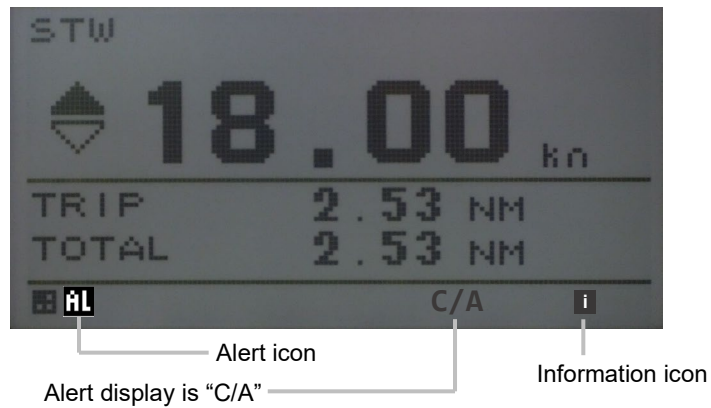 STW
18.00 kn
TRIP 2.53 NM
TOTAL 2.53 NM
AL C/A i
Alert icon
Information icon
Alert display is “C/A”